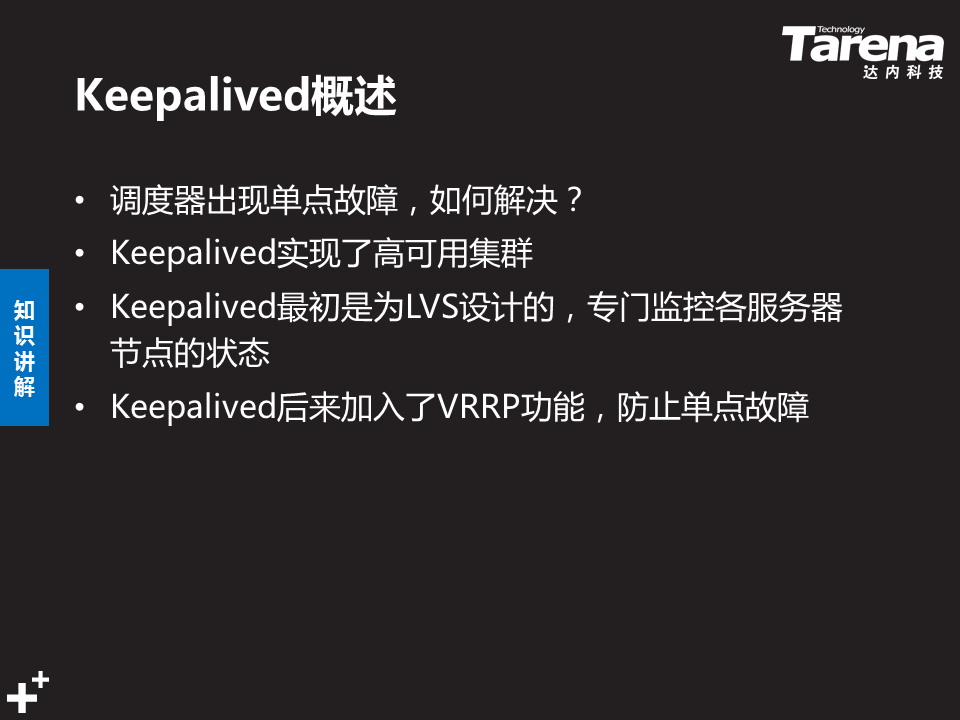 Technology
Tarena
达内科技
Keepalived概述
• 调度器出现单点故障，如何解决？
• Keepalived实现了高可用集群
• Keepalived最初是为LVS设计的，专门监控各服务器
节点的状态
• Keepalived后来加入了VRRP功能，防止单点故障
知
识
讲
解